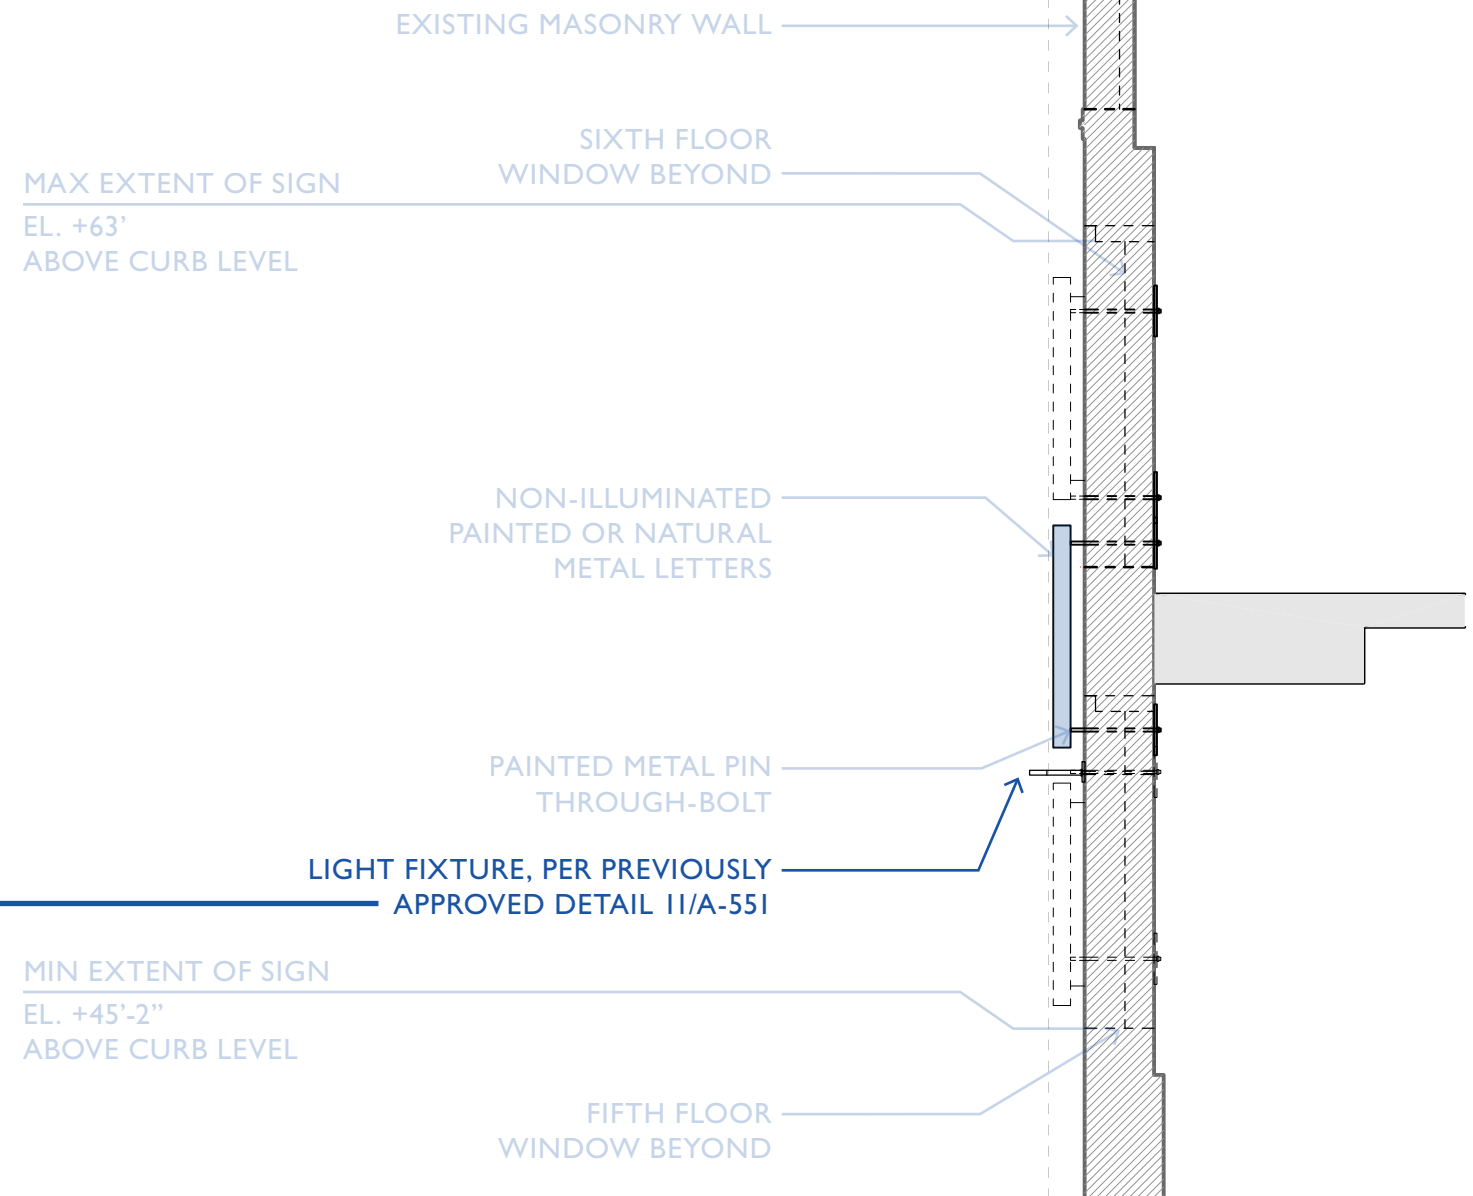 EXISTING MASONRY WALL
SIXTH FLOOR
WINDOW BEYOND
MAX EXTENT OF SIGN
EL. +63’
ABOVE CURB LEVEL
NON-ILLUMINATED
PAINTED OR NATURAL
METAL LETTERS
PAINTED METAL PIN
THROUGH-BOLT
LIGHT FIXTURE, PER PREVIOUSLY
APPROVED DETAIL 11/A-551
MIN EXTENT OF SIGN
EL. +45’-2”
ABOVE CURB LEVEL
FIFTH FLOOR
WINDOW BEYOND